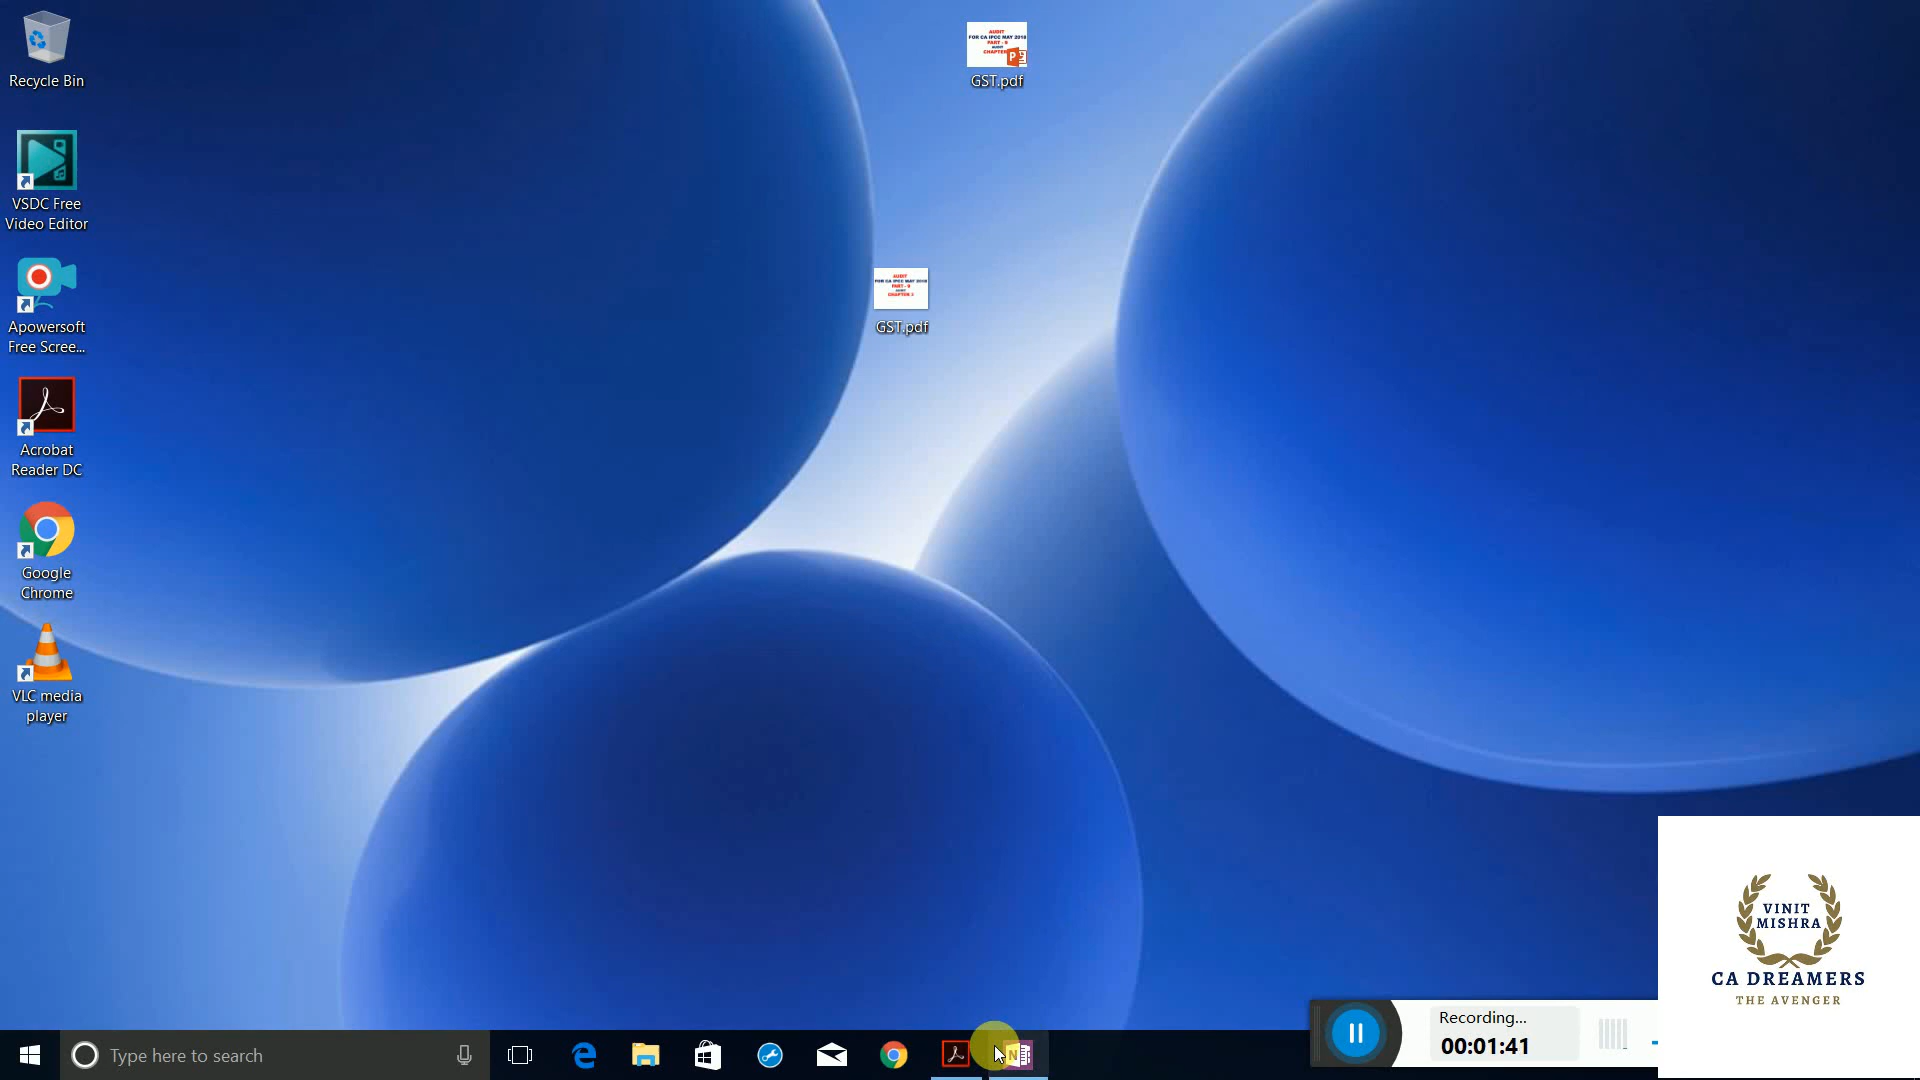 Recycle Bin
VSDC Free
Video Editor
Apowersoft
Free Scree...
Acrobat
Reader DC
Google
Chrome
VLC media
player
AUDIT
FOR CA IPCC MAY 2018
PART - 9
AUDIT
CHAPTER
GST.pdf
AUDIT
FOR CA IPCC MAY 2018
PART - 9
AUDIT
CHAPTER 3
GST.pdf
VINIT
MISHRA
CA DREAMERS
THE AVENGER
Recording...
00:01:41
Type here to search